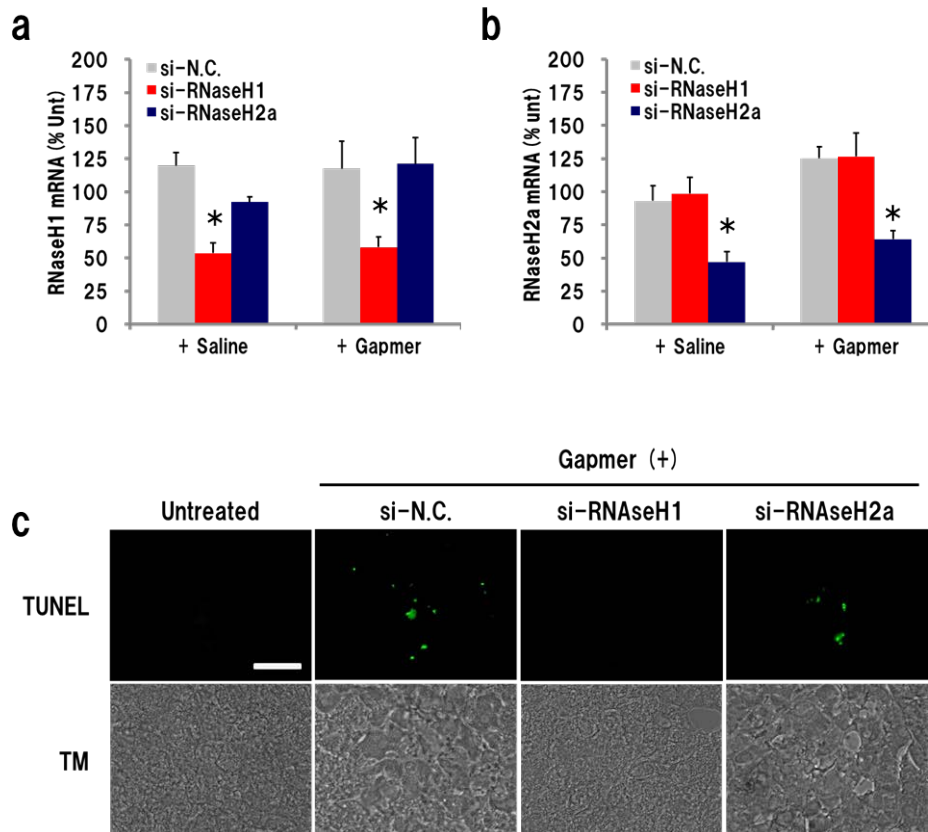 a
200
175
150
125
100
75
50
25
0
RNaseH1 mRNA (% Unt)
si-N.C.
si-RNaseH1
si-RNaseH2a
*
*
+ Saline
+ Gapmer
b
200
175
150
125
100
75
50
25
0
RNaseH2a mRNA (% unt)
si-N.C.
si-RNaseH1
si-RNaseH2a
*
*
+ Saline
+ Gapmer
c
Gapmer (+)
Untreated
si-N.C.
si-RNAseH1
si-RNAseH2a
TUNEL
TM